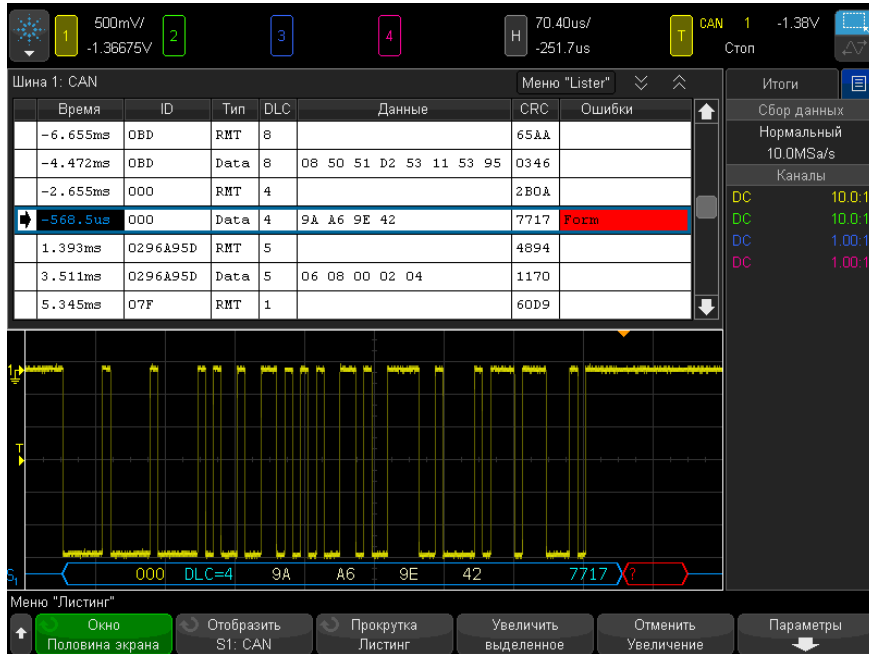 1 500mV/ 2 3 4 H 70.40us/ T CAN 1 -1.38V
-1.36675V -251.7us Стоп
Шина 1: CAN Меню "Lister"
Время ID Тип DLC Данные CRC Ошибки
-6.655ms 0BD RMT 8 65AA
-4.472ms 0BD Data 8 08 50 51 D2 53 11 53 95 0346
-2.655ms 000 RMT 4 2B0A
-568.5us 000 Data 4 9A A6 9E 42 7717 Form
1.393ms 0296A95D RMT 5 4894
3.511ms 0296A95D Data 5 06 08 00 02 04 1170
5.345ms 07F RMT 1 60D9
Итоги
Сбор данных
Нормальный
10.0MSa/s
Каналы
DC 10.0:1
DC 10.0:1
DC 1.00:1
DC 1.00:1
1
T
S1 000 DLC=4 9A A6 9E 42 7717 ?
Меню "Листинг"
Окно
Половина экрана
Отобразить
S1: CAN
Прокрутка
Листинг
Увеличить
выделенное
Отменить
Увеличение
Параметры